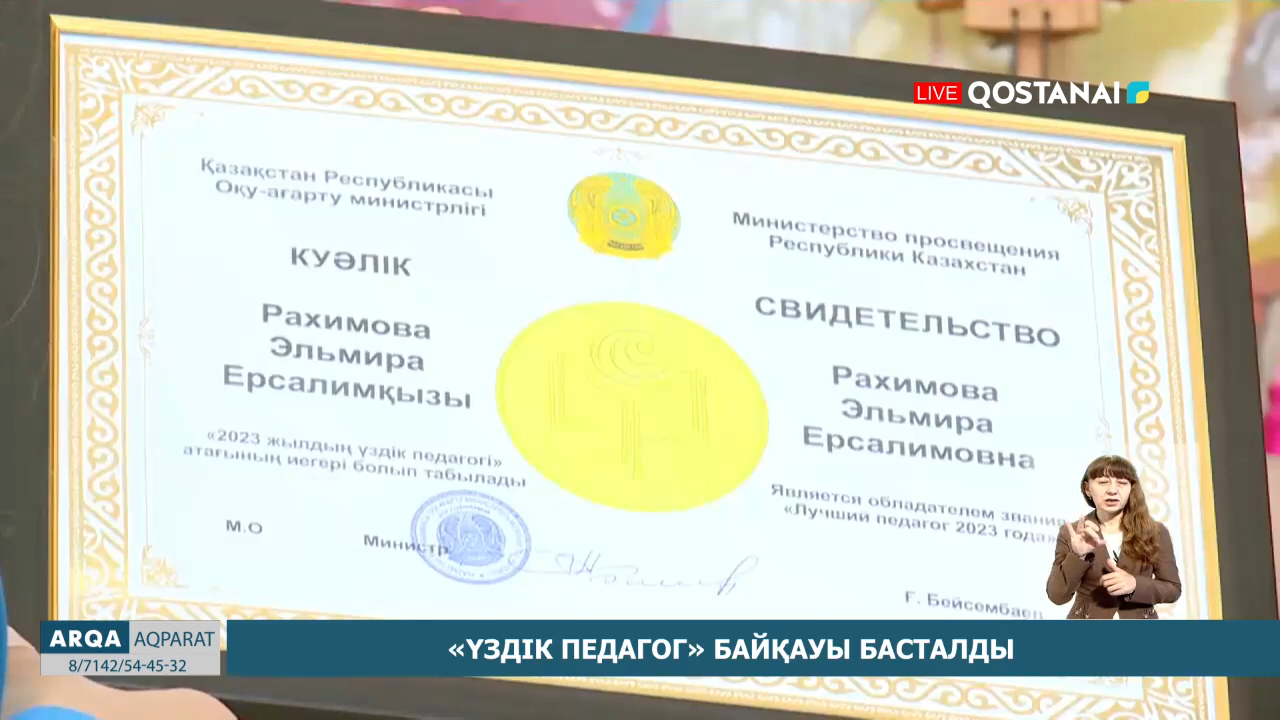 LIVE QOSTANAI
Қазақстан Республикасы
Оқу-ағарту министрлігі
КУӘЛІК
Рахимова
Эльмира
Ерсалимқызы
«2023 жылдың үздік педагогі»
атағының иегері болып табылады
М.О
Министр
Министерство просвещения
Республики Казахстан
СВИДЕТЕЛЬСТВО
Рахимова
Эльмира
Ерсалимовна
Является обладателем звания
«Лучший педагог 2023 года»
Ғ. Бейсембаев
ARQA AQPARAT
8/7142/54-45-32
«ҮЗДІК ПЕДАГОГ» БАЙҚАУЫ БАСТАЛДЫ